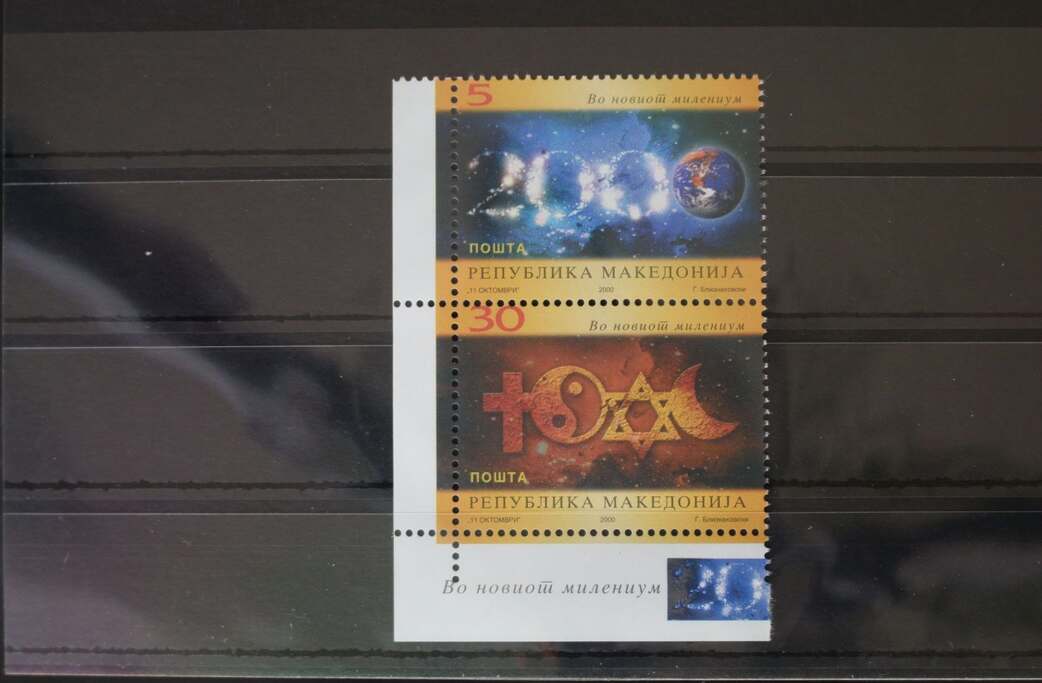 5
Во новиот милениум
2000
ПОШТА
РЕПУБЛИКА МАКЕДОНИЈА
„11 ОКТОМВРИ" 2000 Ѓ. Близнаковски
30
Во новиот милениум
ПОШТА
РЕПУБЛИКА МАКЕДОНИЈА
„11 ОКТОМВРИ" 2000 Ѓ. Близнаковски
Во новиот милениум
20